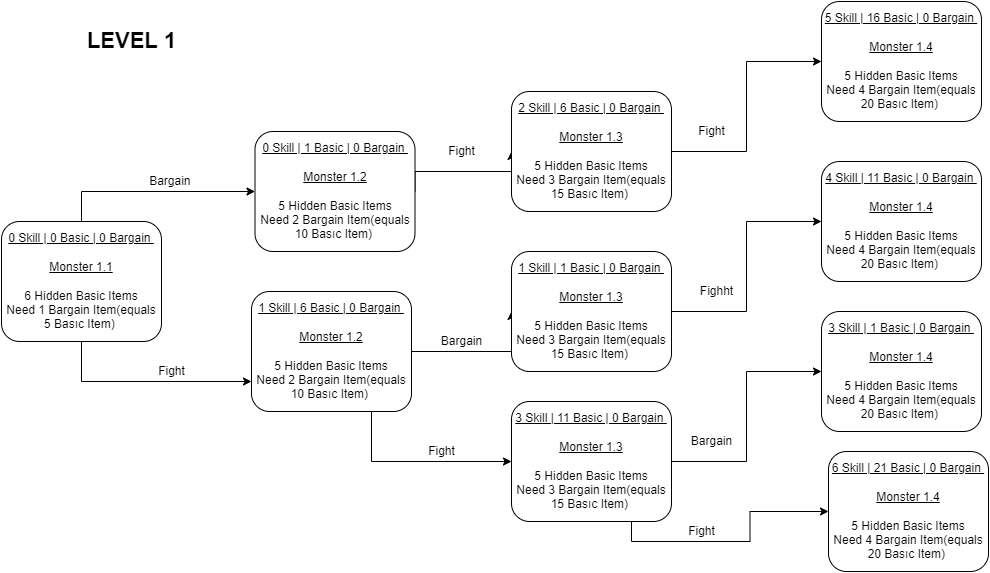 LEVEL 1
5 Skill | 16 Basic | 0 Bargain
Monster 1.4
5 Hidden Basic Items
Need 4 Bargain Item(equals
20 Basıc Item)
Fight
2 Skill | 6 Basic | 0 Bargain
Monster 1.3
5 Hidden Basic Items
Need 3 Bargain Item(equals
15 Basıc Item)
Fight
0 Skill | 1 Basic | 0 Bargain
Monster 1.2
5 Hidden Basic Items
Need 2 Bargain Item(equals
10 Basıc Item)
Bargain
4 Skill | 11 Basic | 0 Bargain
Monster 1.4
5 Hidden Basic Items
Need 4 Bargain Item(equals
20 Basıc Item)
0 Skill | 0 Basic | 0 Bargain
Monster 1.1
6 Hidden Basic Items
Need 1 Bargain Item(equals
5 Basıc Item)
1 Skill | 1 Basic | 0 Bargain
Monster 1.3
5 Hidden Basic Items
Need 3 Bargain Item(equals
15 Basıc Item)
Fighht
1 Skill | 6 Basic | 0 Bargain
Monster 1.2
5 Hidden Basic Items
Need 2 Bargain Item(equals
10 Basıc Item)
Bargain
Fight
3 Skill | 1 Basic | 0 Bargain
Monster 1.4
5 Hidden Basic Items
Need 4 Bargain Item(equals
20 Basıc Item)
3 Skill | 11 Basic | 0 Bargain
Monster 1.3
5 Hidden Basic Items
Need 3 Bargain Item(equals
15 Basıc Item)
Bargain
Fight
6 Skill | 21 Basic | 0 Bargain
Monster 1.4
5 Hidden Basic Items
Need 4 Bargain Item(equals
20 Basıc Item)
Fight